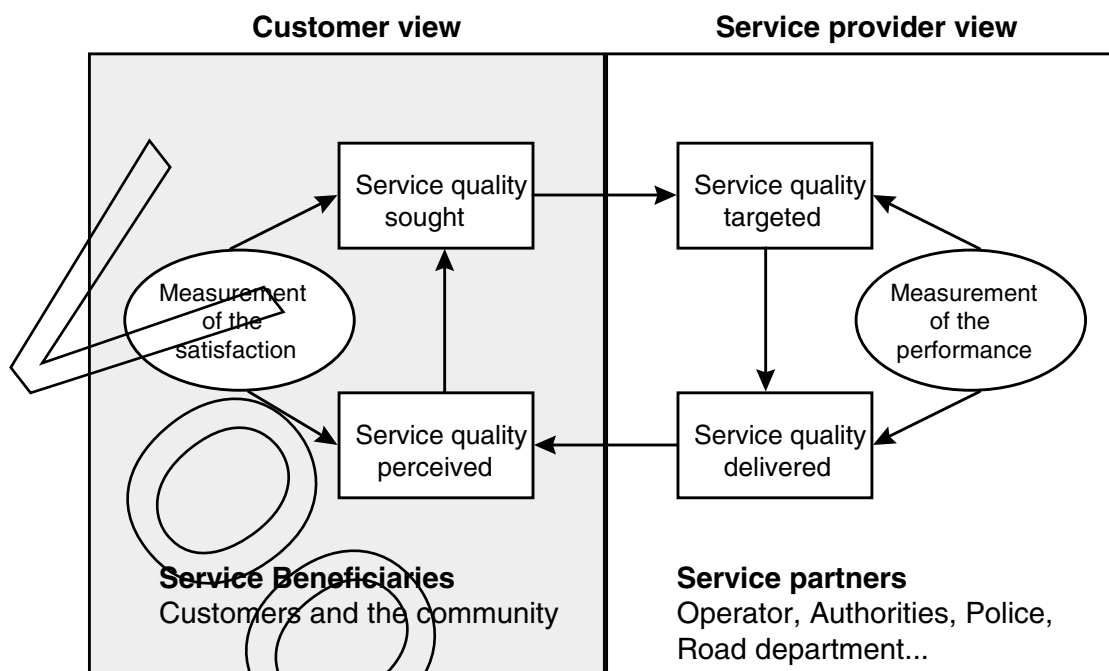 Customer view
Service provider view
Service quality
sought
Service quality
targeted
Measurement
of the
satisfaction
Measurement
of the
performance
Service quality
perceived
Service quality
delivered
Service Beneficiaries
Customers and the community
Service partners
Operator, Authorities, Police,
Road department...